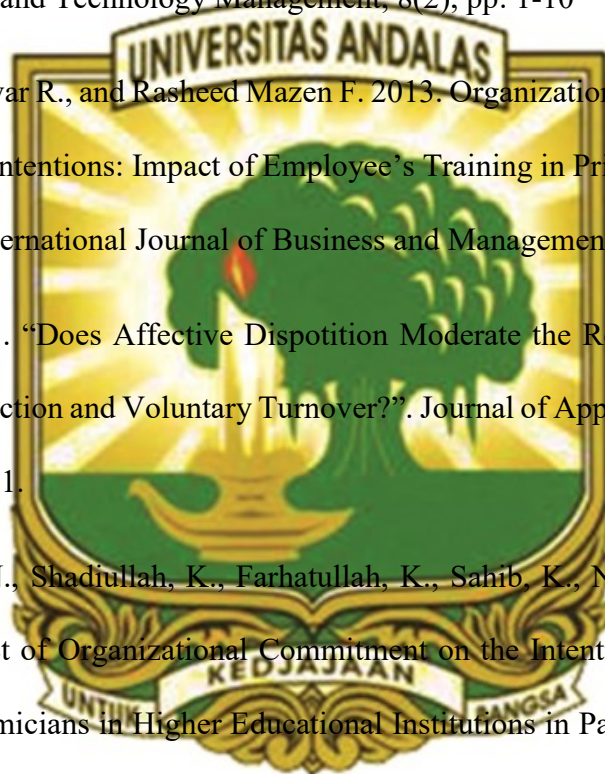 and Technology Management, 8(2), pp. 1-10
UNIVERSITAS ANDALAS
ar R., and Rasheed Mazen F. 2013. Organization
ntentions: Impact of Employee’s Training in Pri
ernational Journal of Business and Managemen
. “Does Affective Dispotition Moderate the R
ction and Voluntary Turnover?”. Journal of App
1.
., Shadiullah, K., Farhatullah, K., Sahib, K., N
t of Organizational Commitment on the Intent
KEDJAJAAN
UNTUK BANGSA
micians in Higher Educational Institutions in Pa